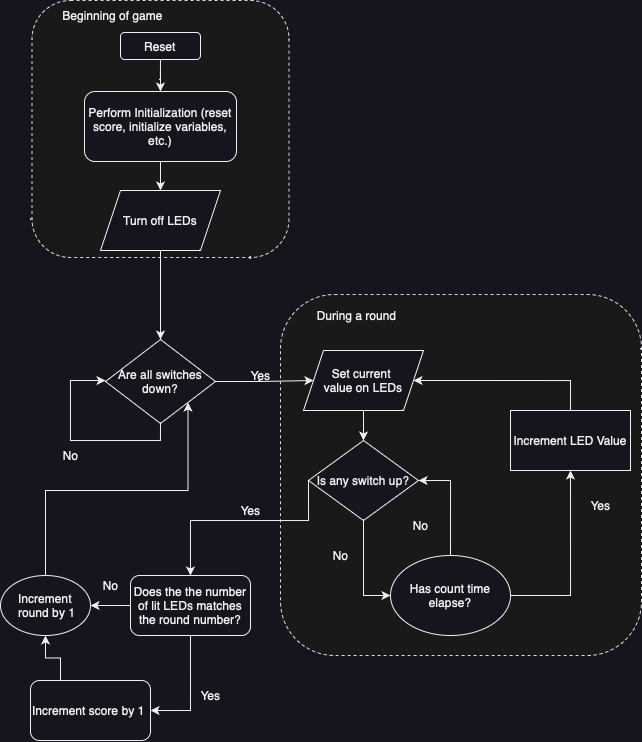 Beginning of game
Reset
Perform Initialization (reset
score, initialize variables,
etc.)
Turn off LEDs
During a round
Are all switches
down?
Yes
Set current
value on LEDs
No
Increment LED Value
Is any switch up?
Yes
Yes
No
No
Has count time
elapse?
Does the the number
of lit LEDs matches
the round number?
No
Increment
round by 1
Yes
Increment score by 1